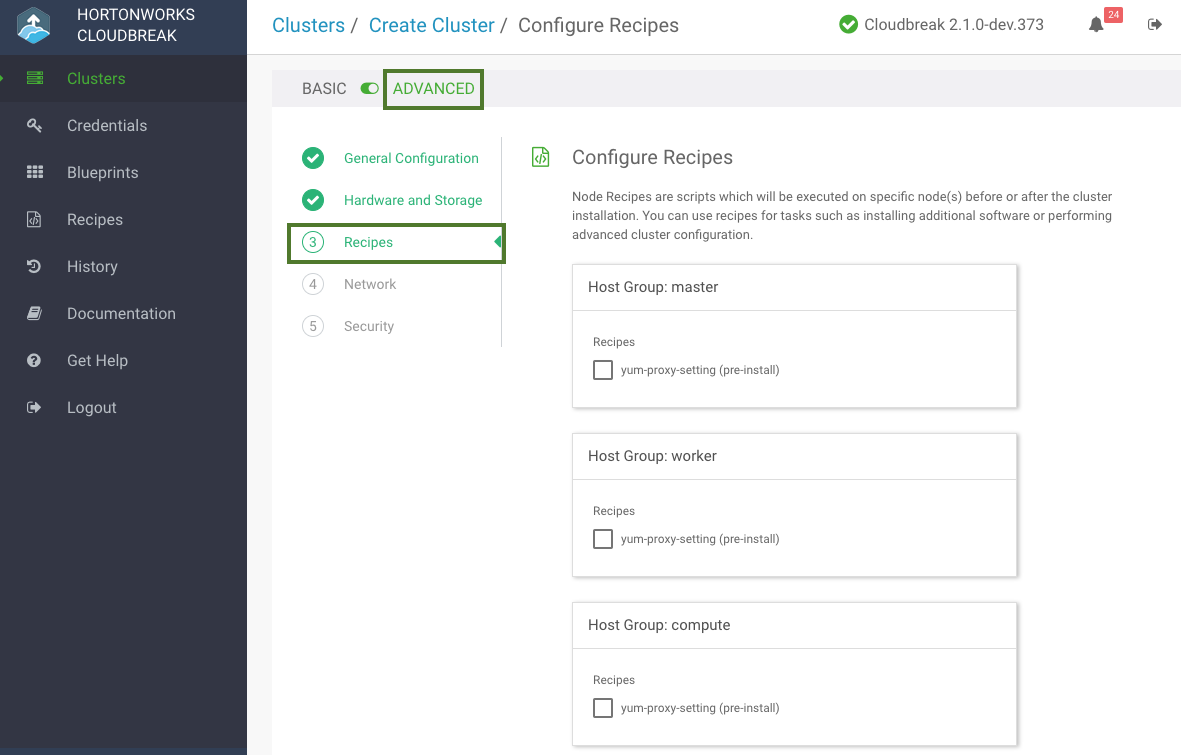 HORTONWORKS
CLOUDBREAK
Clusters
Credentials
Blueprints
Recipes
History
Documentation
Get Help
Logout
Clusters / Create Cluster / Configure Recipes
Cloudbreak 2.1.0-dev.373
24
BASIC ADVANCED
General Configuration
Hardware and Storage
3 Recipes
4 Network
5 Security
Configure Recipes
Node Recipes are scripts which will be executed on specific node(s) before or after the cluster
installation. You can use recipes for tasks such as installing additional software or performing
advanced cluster configuration.
Host Group: master
Recipes
yum-proxy-setting (pre-install)
Host Group: worker
Recipes
yum-proxy-setting (pre-install)
Host Group: compute
Recipes
yum-proxy-setting (pre-install)